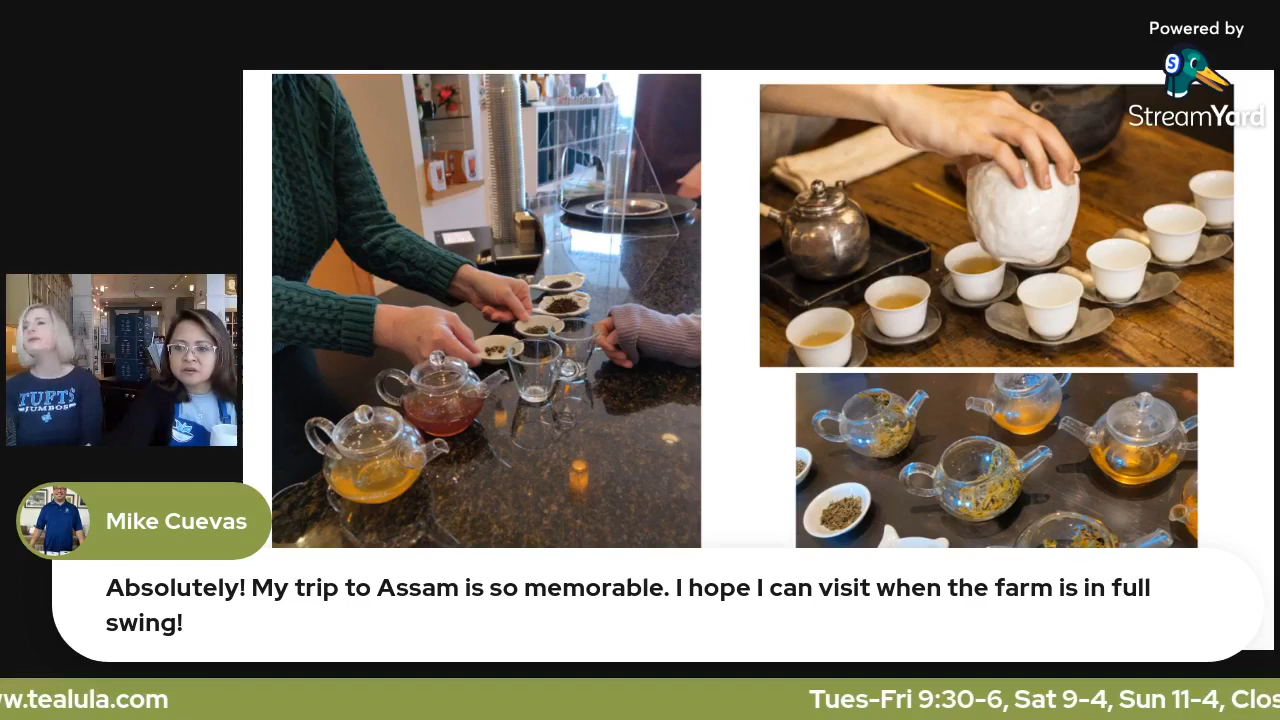 Powered by
S
StreamYard
TUFTS
JUMBOS
Mike Cuevas
Absolutely! My trip to Assam is so memorable. I hope I can visit when the farm is in full
swing!
w.tealula.com
Tues-Fri 9:30-6, Sat 9-4, Sun 11-4, Clos